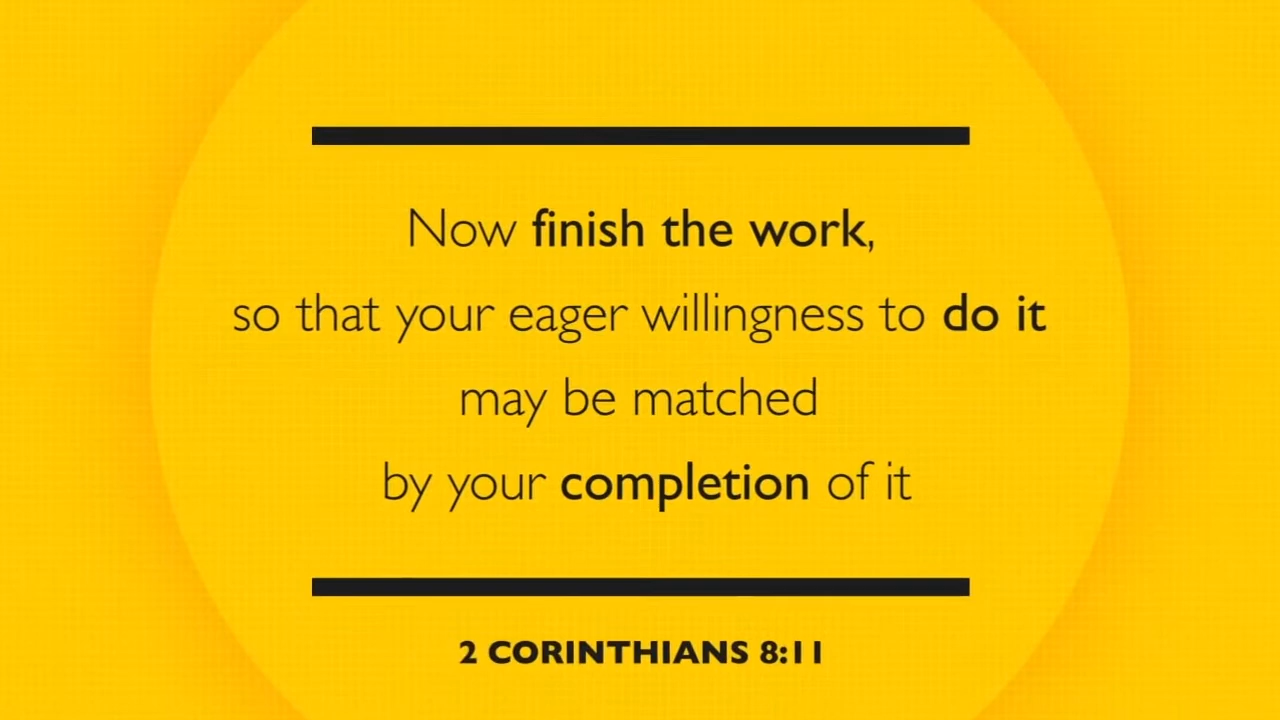 Now finish the work,
so that your eager willingness to do it
may be matched
by your completion of it
2 CORINTHIANS 8:11